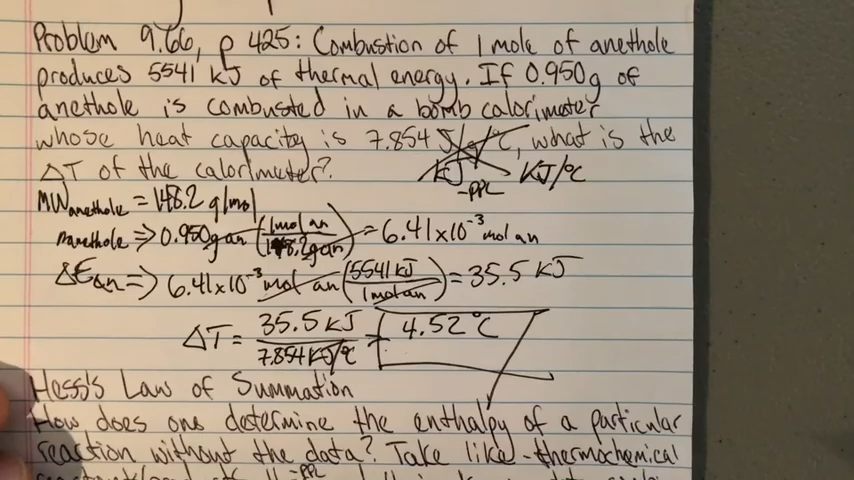 Problem 9.66, p 425: Combustion of 1 mole of anethole
produces 5541 kJ of thermal energy. If 0.950g of
anethole is combusted in a bomb calorimeter
whose heat capacity is 7.854 J/g°C, what is the
ΔT of the calorimeter? kJ -PPL KJ/°C
MWanethole = 148.2 g/mol
nanethole => 0.950g an (1mol an / 148.2g an) = 6.41x10⁻³ mol an
=> 6.41x10⁻³ mol an (5541 kJ / 1mol an) = 35.5 kJ
ΔT = 35.5 kJ / 7.854 KJ/°C = 4.52°C
Hess's Law of Summation
How does one determine the enthalpy of a particular
reaction without the data? Take like -thermochemical
-PPL